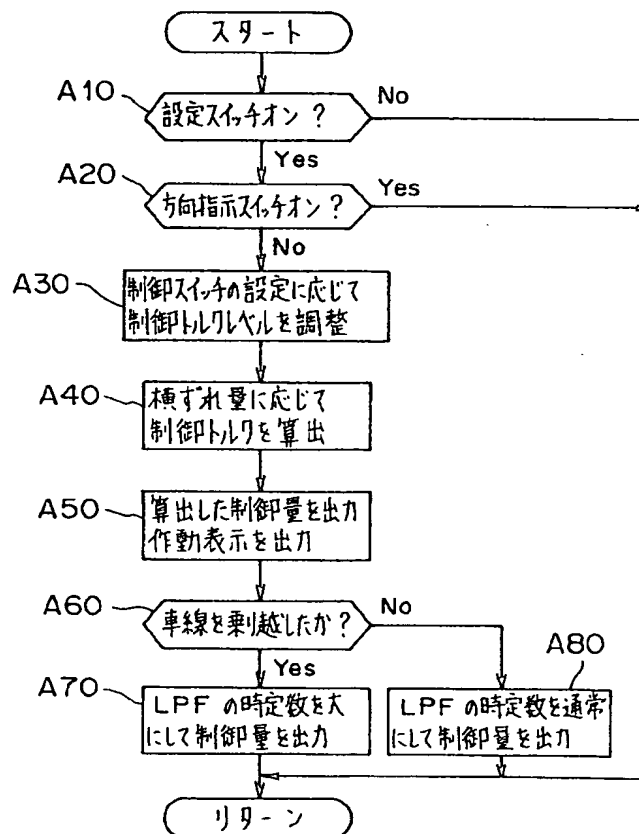 スタート
A10
設定スイッチオン？
No
Yes
A20
方向指示スイッチオン？
Yes
No
A30
制御スイッチの設定に応じて
制御トルクレベルを調整
A40
横ずれ量に応じて
制御トルクを算出
A50
算出した制御量を出力
作動表示を出力
A60
車線を乗越したか？
No
Yes
A70
LPFの時定数を大
にして制御量を出力
A80
LPFの時定数を通常
にして制御量を出力
リターン